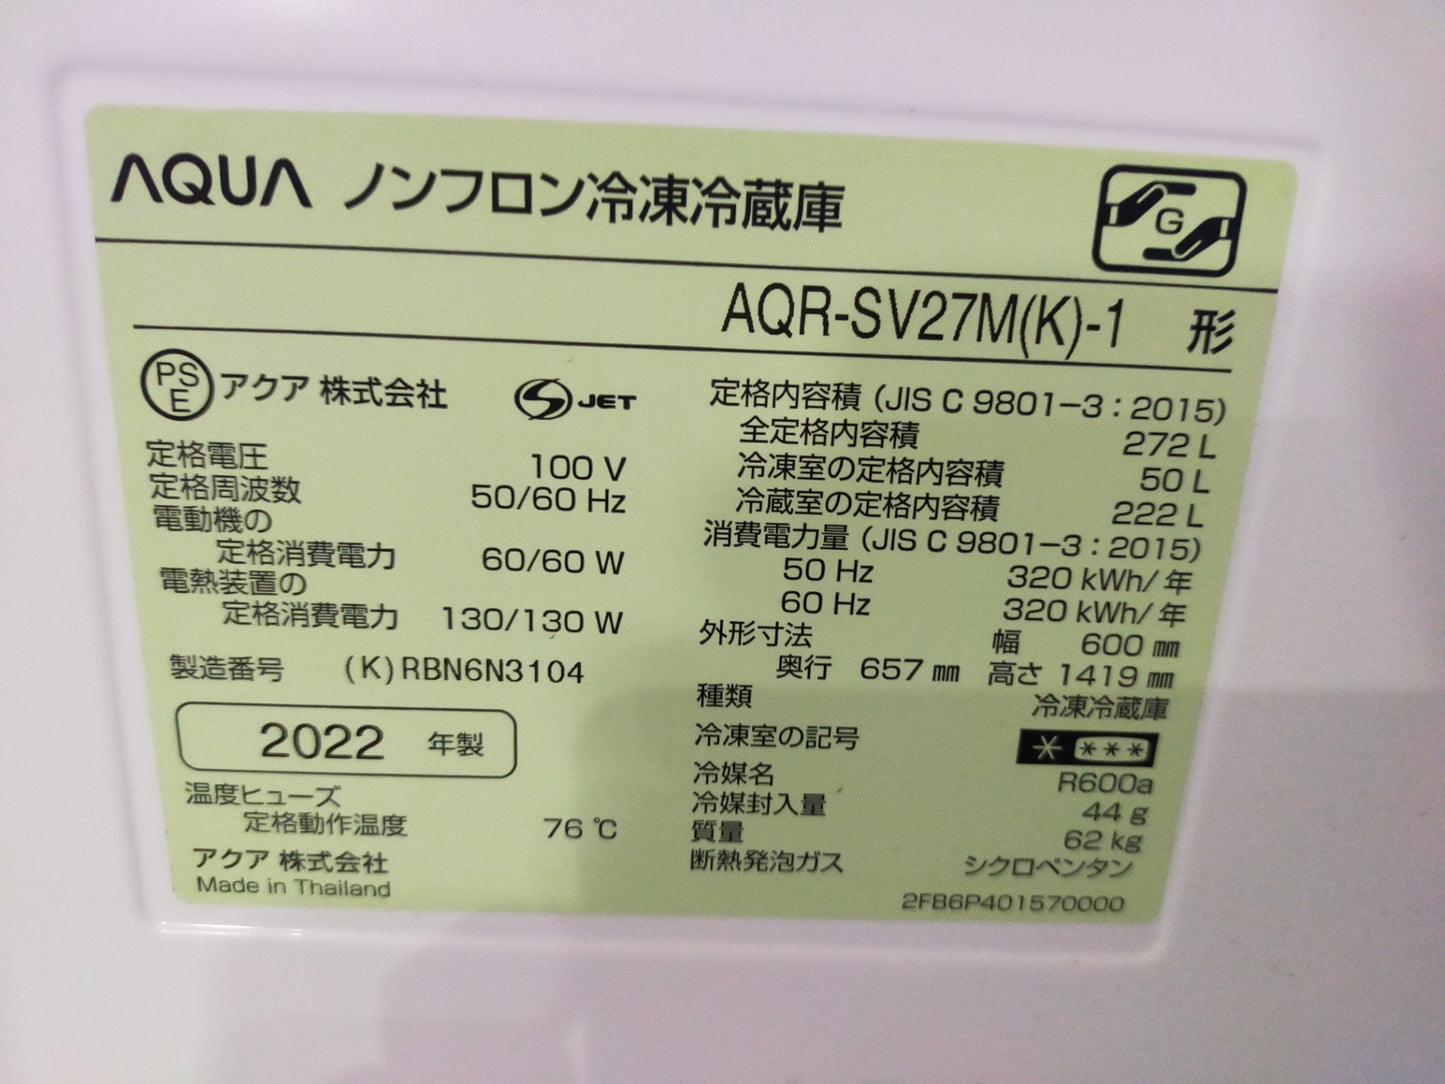 AQUA ノンフロン冷凍冷蔵庫
G
AQR-SV27M(K)-1 形
PSE アクア 株式会社 S JET
定格電圧 100 V
定格周波数 50/60 Hz
電動機の
定格消費電力 60/60 W
電熱装置の
定格消費電力 130/130 W
製造番号 (K)RBN6N3104
2022 年製
温度ヒューズ
定格動作温度 76 ℃
アクア 株式会社
Made in Thailand
定格内容積 (JIS C 9801-3:2015)
全定格内容積 272 L
冷凍室の定格内容積 50 L
冷蔵室の定格内容積 222 L
消費電力量 (JIS C 9801-3:2015)
50 Hz 320 kWh/年
60 Hz 320 kWh/年
外形寸法 幅 600 ㎜
奥行 657 ㎜ 高さ 1419 ㎜
種類 冷凍冷蔵庫
冷凍室の記号 * ***
冷媒名 R600a
冷媒封入量 44 g
質量 62 kg
断熱発泡ガス シクロペンタン
2FB6P401570000